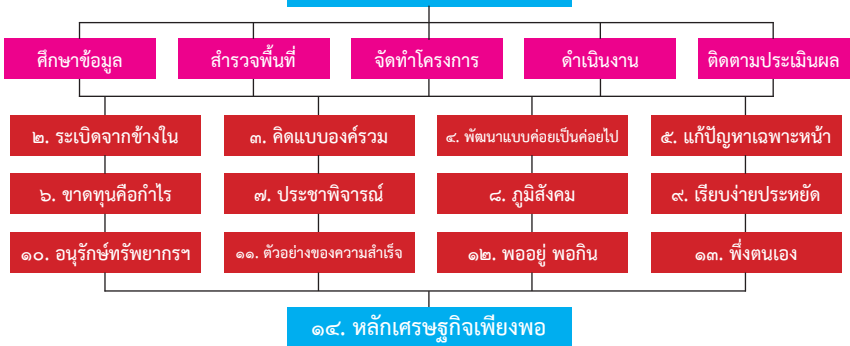 ศึกษาข้อมูล
สำรวจพื้นที่
จัดทำโครงการ
ดำเนินงาน
ติดตามประเมินผล
๒. ระเบิดจากข้างใน
๓. คิดแบบองค์รวม
๔. พัฒนาแบบค่อยเป็นค่อยไป
๕. แก้ปัญหาเฉพาะหน้า
๖. ขาดทุนคือกำไร
๗. ประชาพิจารณ์
๘. ภูมิสังคม
๙. เรียบง่ายประหยัด
๑๐. อนุรักษ์ทรัพยากรฯ
๑๑. ตัวอย่างของความสำเร็จ
๑๒. พออยู่ พอกิน
๑๓. พึ่งตนเอง
๑๔. หลักเศรษฐกิจเพียงพอ